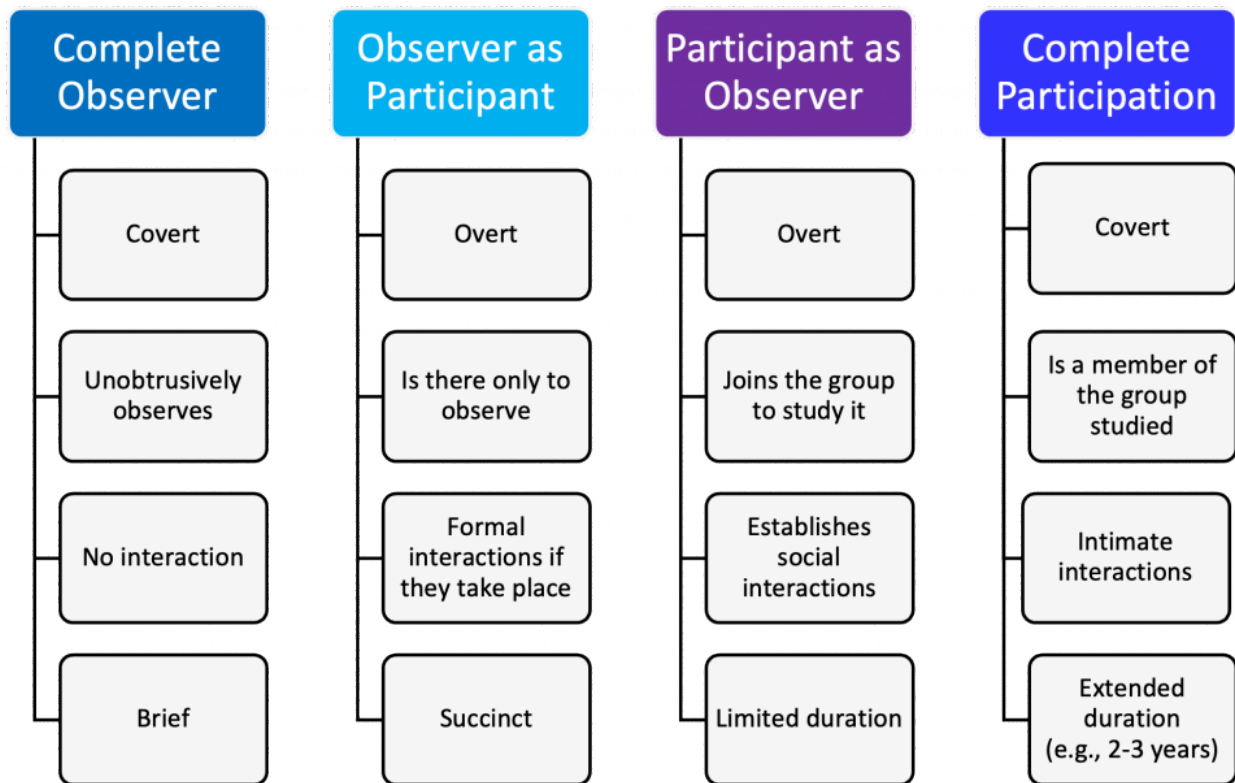 Complete
Observer
Covert
Unobtrusively
observes
No interaction
Brief
Observer as
Participant
Overt
Is there only to
observe
Formal
interactions if
they take place
Succinct
Participant as
Observer
Overt
Joins the group
to study it
Establishes
social
interactions
Limited duration
Complete
Participation
Covert
Is a member of
the group
studied
Intimate
interactions
Extended
duration
(e.g., 2-3 years)